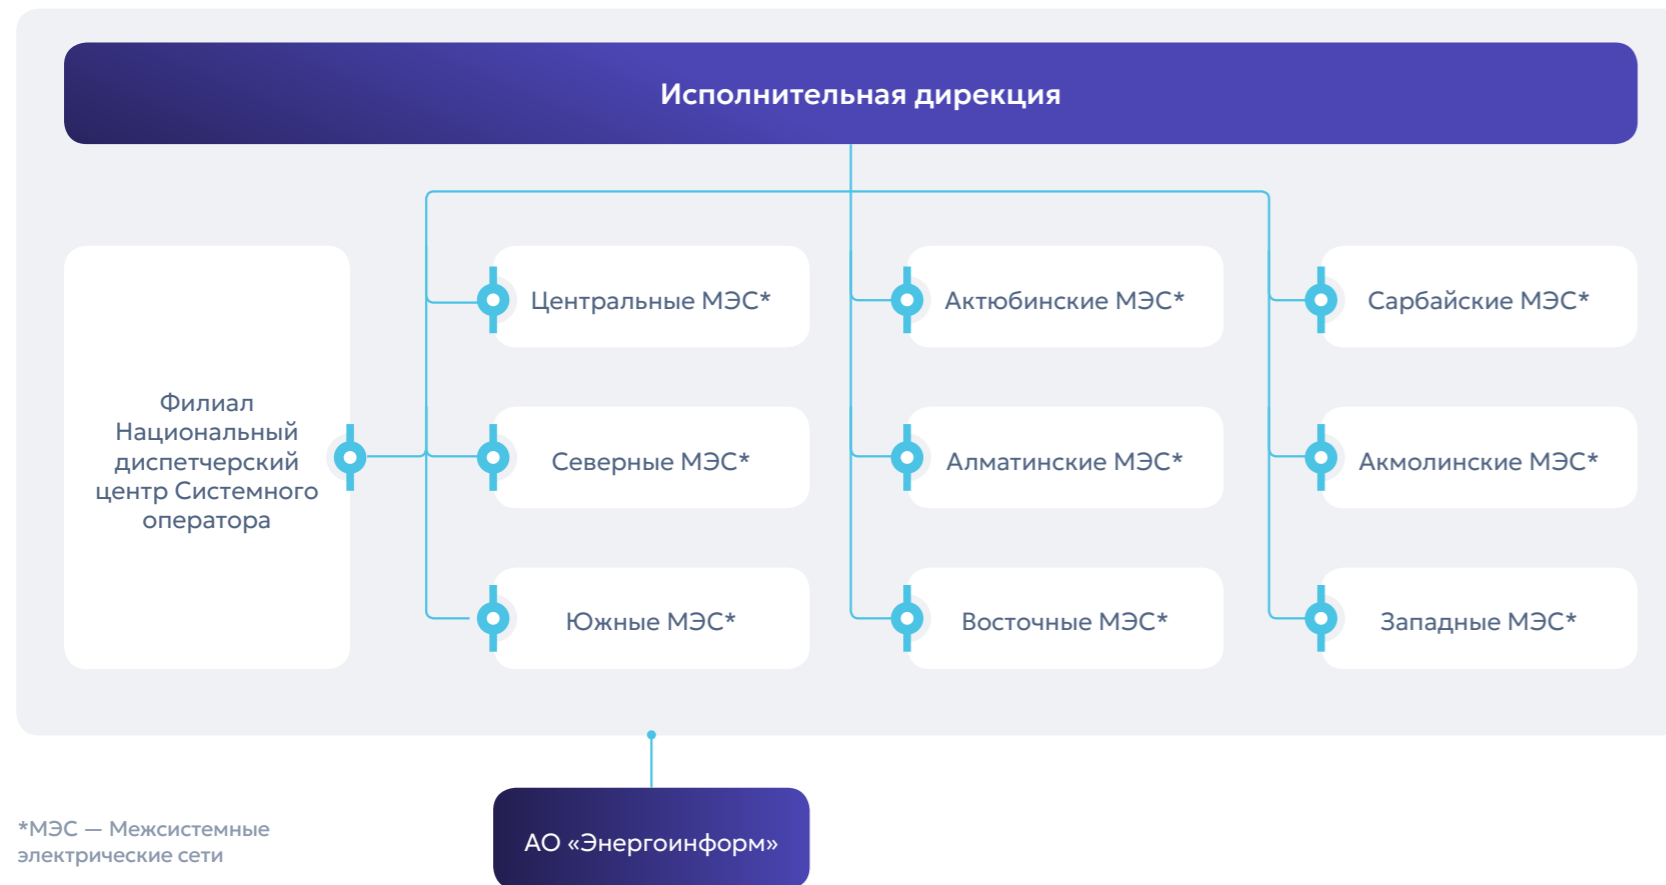 Исполнительная дирекция
Филиал
Национальный
диспетчерский
центр Системного
оператора
Центральные МЭС*
Актюбинские МЭС*
Сарбайские МЭС*
Северные МЭС*
Алматинские МЭС*
Акмолинские МЭС*
Южные МЭС*
Восточные МЭС*
Западные МЭС*
АО «Энергоинформ»
*МЭС — Межсистемные
электрические сети